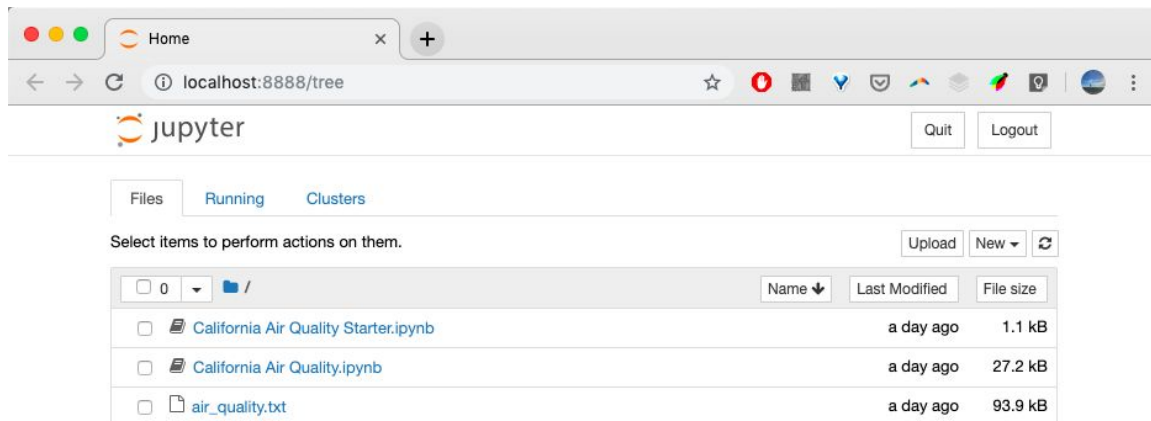 Home
localhost:8888/tree
jupyter
Quit Logout
Files Running Clusters
Select items to perform actions on them.
Upload New
0 / Name Last Modified File size
California Air Quality Starter.ipynb a day ago 1.1 kB
California Air Quality.ipynb a day ago 27.2 kB
air_quality.txt a day ago 93.9 kB